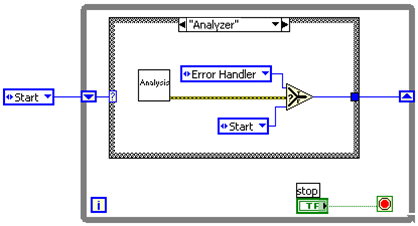 "Analyzer"
Analysis
Error Handler
Start
?
?
Start
stop
TF
i